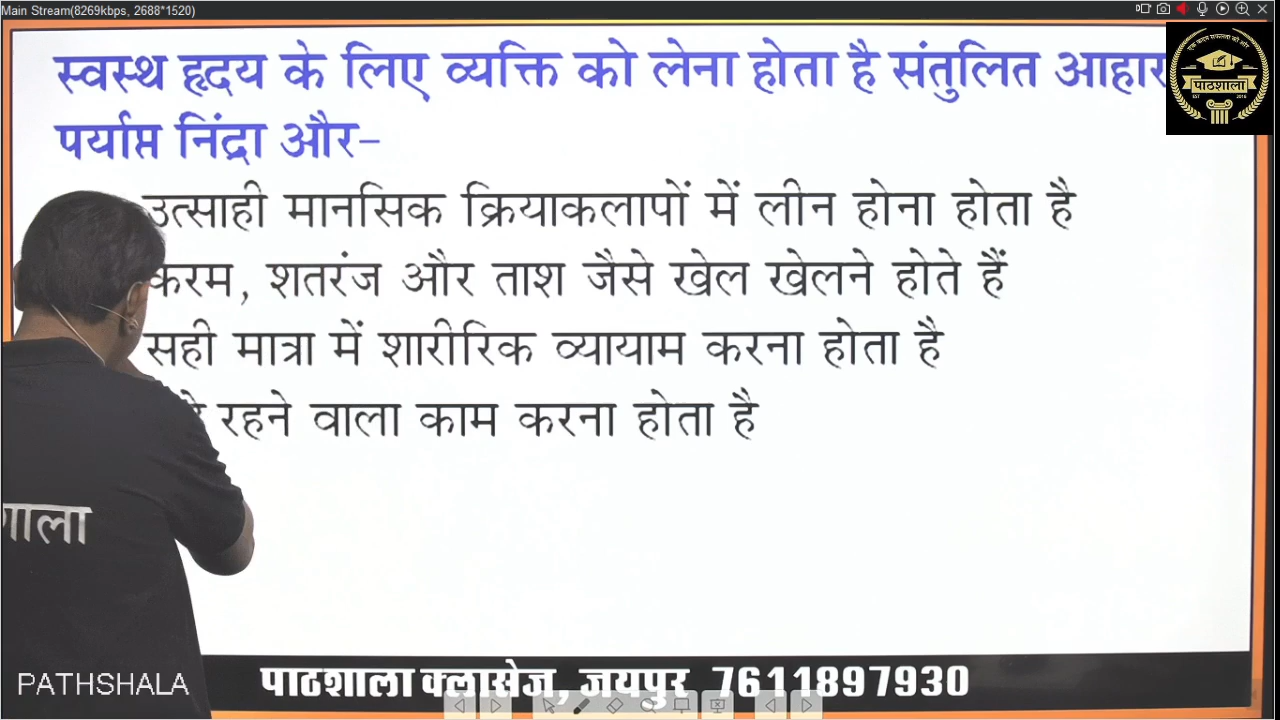 Main Stream(8269kbps, 2688*1520)
स्वस्थ हृदय के लिए व्यक्ति को लेना होता है संतुलित आहार
पर्याप्त निंद्रा और-
उत्साही मानसिक क्रियाकलापों में लीन होना होता है
करम, शतरंज और ताश जैसे खेल खेलने होते हैं
सही मात्रा में शारीरिक व्यायाम करना होता है
रहने वाला काम करना होता है
पाठशाला
PATHSHALA
पाठशाला क्लासेज, जयपुर 7611897930